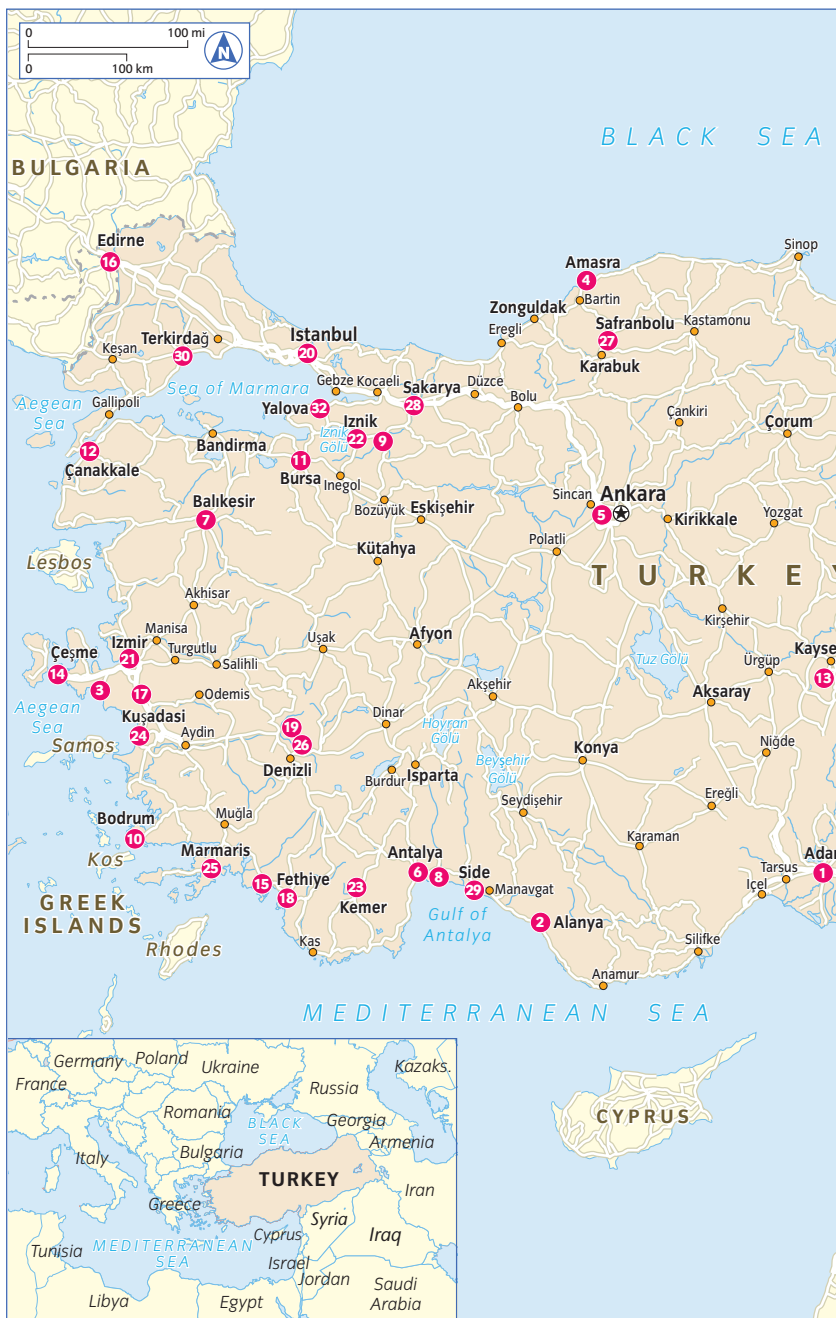 0 100 mi
N
0 100 km
BLACK SEA
BULGARIA
Edirne
16
Sinop
Amasra
4
Bartin
Zonguldak
Safranbolu
27
Kastamonu
Eregli
Karabuk
Terkirdağ
30
Istanbul
20
Keşan
Sea of Marmara
Gebze
Kocaeli
Sakarya
28
Düzce
Bolu
Aegean
Sea
Gallipoli
Yalova
32
Iznik
22
Iznik
Gölü
9
Çankiri
Çorum
12
Çanakkale
Bandirma
11
Bursa
Inegol
Balıkesir
7
Bozüyük
Eskişehir
Sincan
Ankara
5
Kirikkale
Yozgat
Kütahya
Polatli
Lesbos
TURKEY
Akhisar
Kirşehir
Manisa
Izmir
21
Turgutlu
Salihli
Uşak
Afyon
Çeşme
14
3
17
Odemis
Akşehir
Tuz Gölü
Ürgüp
Kayse
13
Aksaray
Aegean
Sea
Kuşadasi
24
Samos
Aydin
19
26
Denizli
Dinar
Hoyran
Gölü
Burdur
Isparta
Beyşehir
Gölü
Konya
Niğde
Seydişehir
Ereğli
Bodrum
10
Muğla
Karaman
Kos
Marmaris
25
Antalya
6
8
Side
29
Manavgat
Tarsus
Adan
1
Içel
GREEK
ISLANDS
15
Fethiye
18
23
Kemer
Gulf of
Antalya
2
Alanya
Rhodes
Kas
Silifke
Anamur
MEDITERRANEAN SEA
CYPRUS
Germany
Poland
Ukraine
Kazaks.
France
Russia
Romania
BLACK
SEA
Georgia
Armenia
Italy
Bulgaria
TURKEY
Iran
Greece
Syria
Iraq
Tunisia
MEDITERRANEAN
SEA
Cyprus
Israel
Jordan
Saudi
Arabia
Libya
Egypt